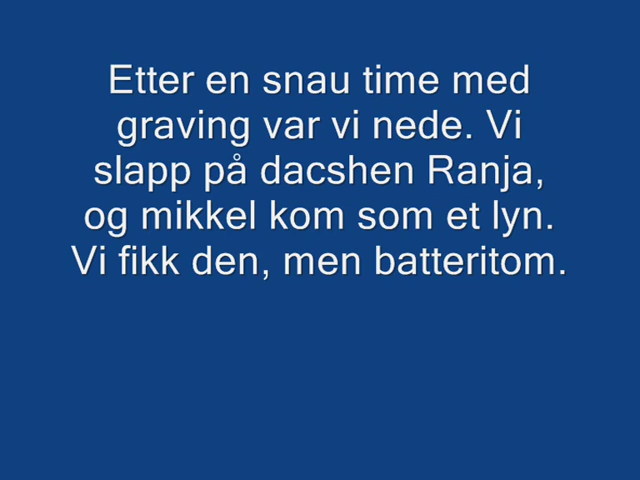 Etter en snau time med
graving var vi nede. Vi
slapp på dacshen Ranja,
og mikkel kom som et lyn.
Vi fikk den, men batteritom.